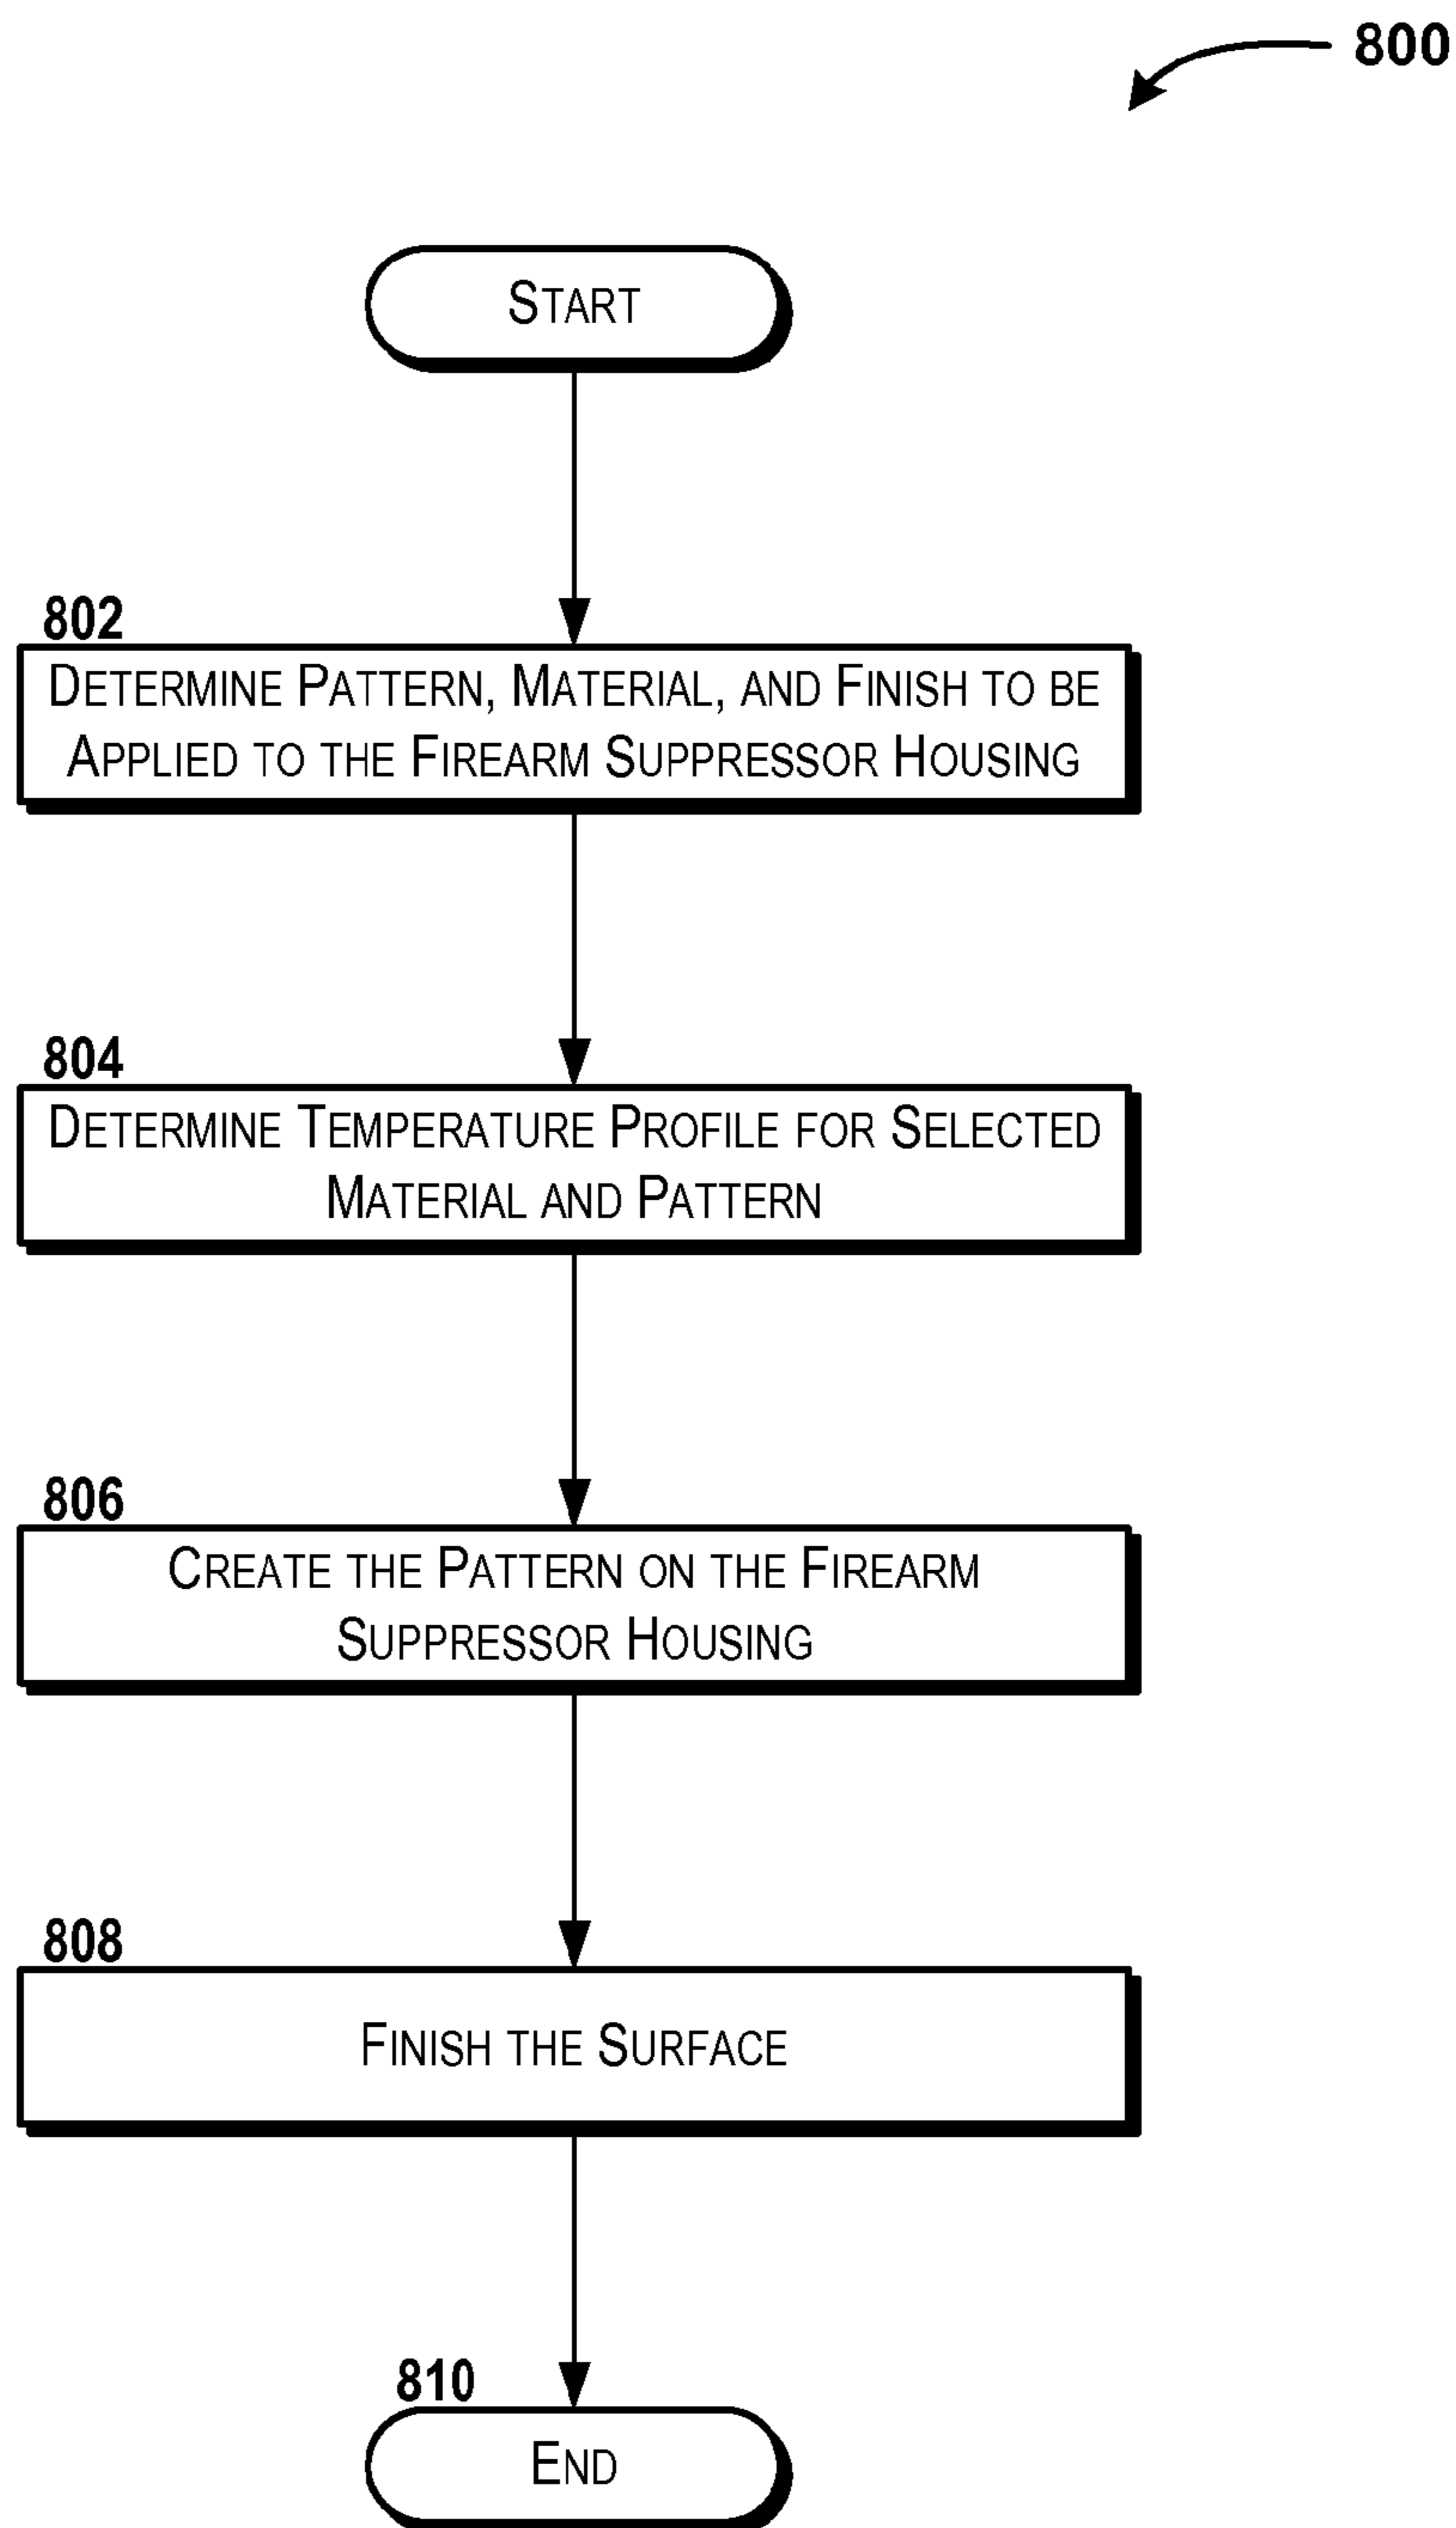 800
START
802
DETERMINE PATTERN, MATERIAL, AND FINISH TO BE
APPLIED TO THE FIREARM SUPPRESSOR HOUSING
804
DETERMINE TEMPERATURE PROFILE FOR SELECTED
MATERIAL AND PATTERN
806
CREATE THE PATTERN ON THE FIREARM
SUPPRESSOR HOUSING
808
FINISH THE SURFACE
810
END